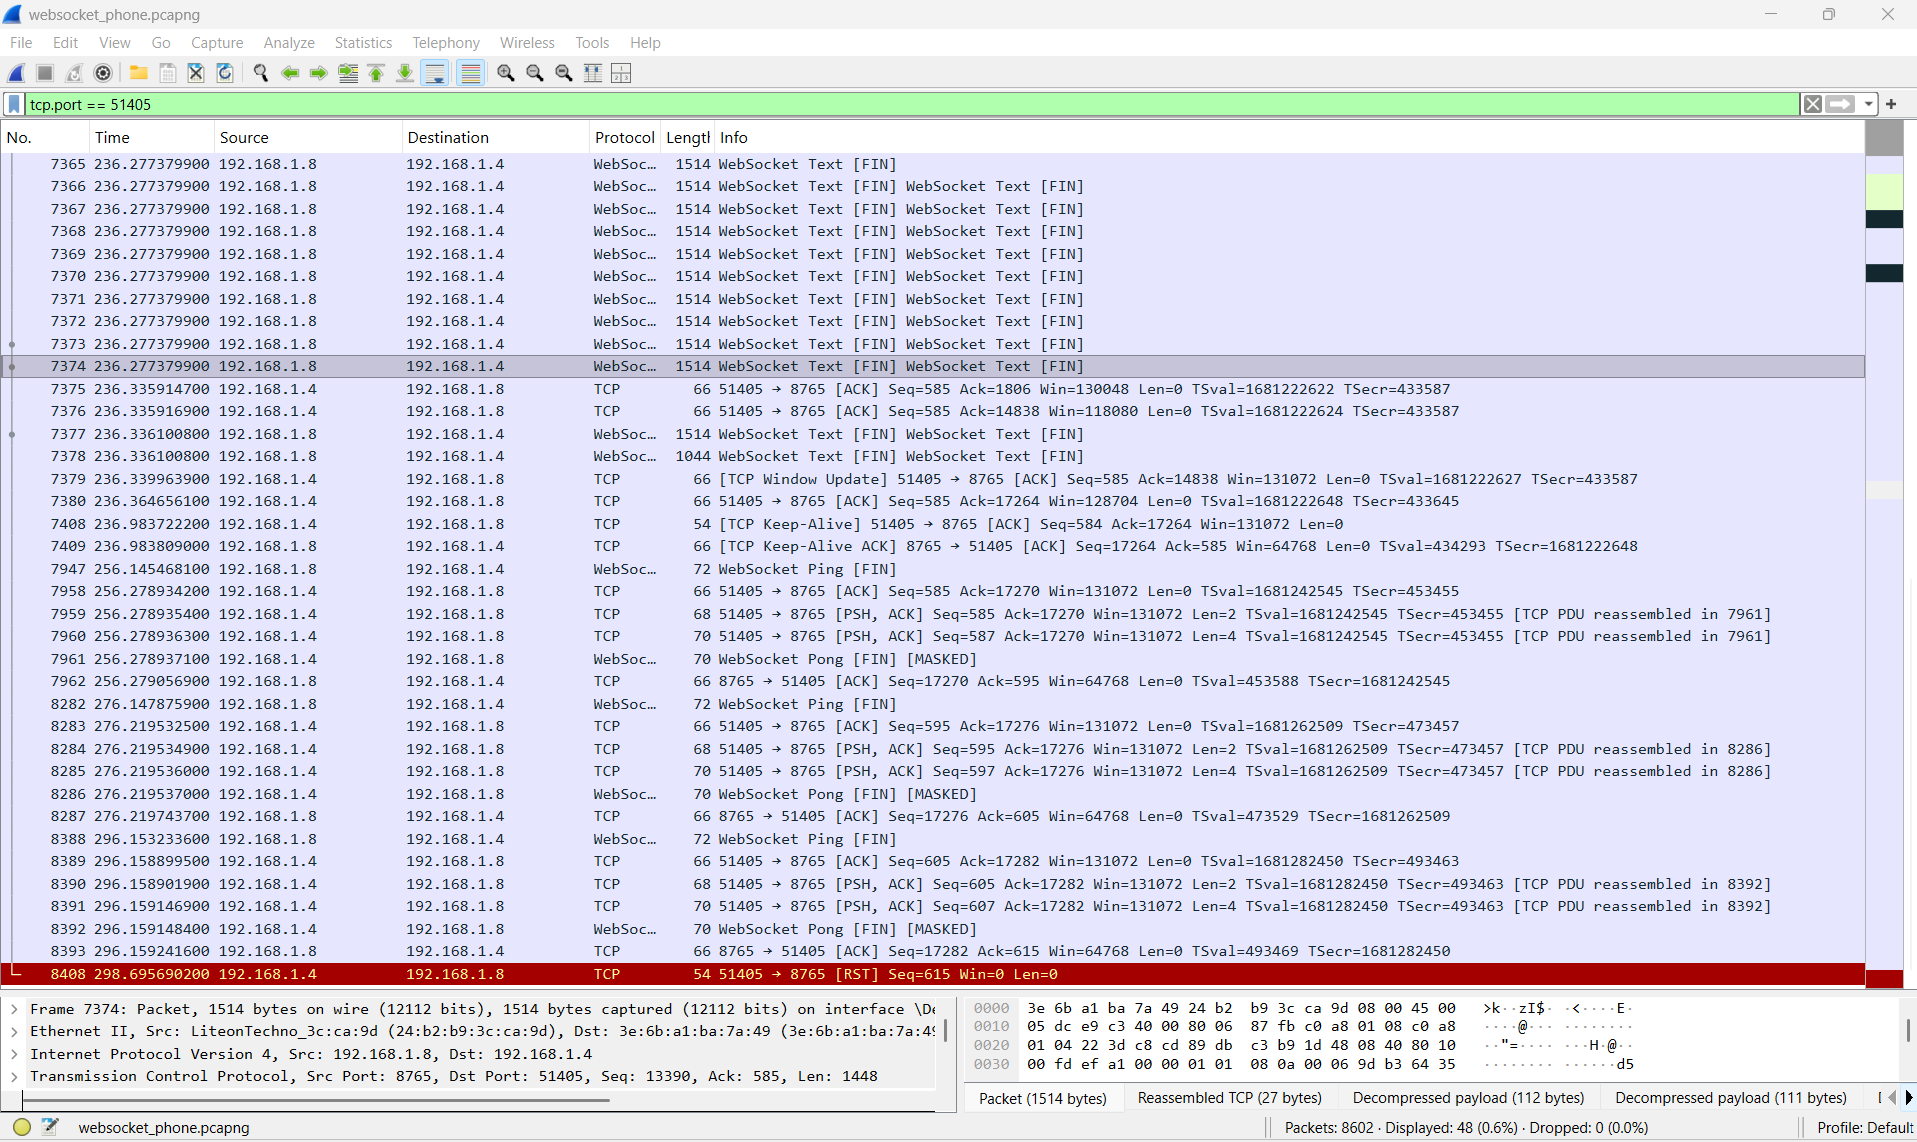 websocket_phone.pcapng
File Edit View Go Capture Analyze Statistics Telephony Wireless Tools Help
tcp.port == 51405
No. Time Source Destination Protocol Length Info
7365 236.277379900 192.168.1.8 192.168.1.4 WebSoc… 1514 WebSocket Text [FIN]
7366 236.277379900 192.168.1.8 192.168.1.4 WebSoc… 1514 WebSocket Text [FIN] WebSocket Text [FIN]
7367 236.277379900 192.168.1.8 192.168.1.4 WebSoc… 1514 WebSocket Text [FIN] WebSocket Text [FIN]
7368 236.277379900 192.168.1.8 192.168.1.4 WebSoc… 1514 WebSocket Text [FIN] WebSocket Text [FIN]
7369 236.277379900 192.168.1.8 192.168.1.4 WebSoc… 1514 WebSocket Text [FIN] WebSocket Text [FIN]
7370 236.277379900 192.168.1.8 192.168.1.4 WebSoc… 1514 WebSocket Text [FIN] WebSocket Text [FIN]
7371 236.277379900 192.168.1.8 192.168.1.4 WebSoc… 1514 WebSocket Text [FIN] WebSocket Text [FIN]
7372 236.277379900 192.168.1.8 192.168.1.4 WebSoc… 1514 WebSocket Text [FIN] WebSocket Text [FIN]
7373 236.277379900 192.168.1.8 192.168.1.4 WebSoc… 1514 WebSocket Text [FIN] WebSocket Text [FIN]
7374 236.277379900 192.168.1.8 192.168.1.4 WebSoc… 1514 WebSocket Text [FIN] WebSocket Text [FIN]
7375 236.335914700 192.168.1.4 192.168.1.8 TCP 66 51405 → 8765 [ACK] Seq=585 Ack=1806 Win=130048 Len=0 TSval=1681222622 TSecr=433587
7376 236.335916900 192.168.1.4 192.168.1.8 TCP 66 51405 → 8765 [ACK] Seq=585 Ack=14838 Win=118080 Len=0 TSval=1681222624 TSecr=433587
7377 236.336100800 192.168.1.8 192.168.1.4 WebSoc… 1514 WebSocket Text [FIN] WebSocket Text [FIN]
7378 236.336100800 192.168.1.8 192.168.1.4 WebSoc… 1044 WebSocket Text [FIN] WebSocket Text [FIN]
7379 236.339963900 192.168.1.4 192.168.1.8 TCP 66 [TCP Window Update] 51405 → 8765 [ACK] Seq=585 Ack=14838 Win=131072 Len=0 TSval=1681222627 TSecr=433587
7380 236.364656100 192.168.1.4 192.168.1.8 TCP 66 51405 → 8765 [ACK] Seq=585 Ack=17264 Win=128704 Len=0 TSval=1681222648 TSecr=433645
7408 236.983722200 192.168.1.4 192.168.1.8 TCP 54 [TCP Keep-Alive] 51405 → 8765 [ACK] Seq=584 Ack=17264 Win=131072 Len=0
7409 236.983809000 192.168.1.8 192.168.1.4 TCP 66 [TCP Keep-Alive ACK] 8765 → 51405 [ACK] Seq=17264 Ack=585 Win=64768 Len=0 TSval=434293 TSecr=1681222648
7947 256.145468100 192.168.1.8 192.168.1.4 WebSoc… 72 WebSocket Ping [FIN]
7958 256.278934200 192.168.1.4 192.168.1.8 TCP 66 51405 → 8765 [ACK] Seq=585 Ack=17270 Win=131072 Len=0 TSval=1681242545 TSecr=453455
7959 256.278935400 192.168.1.4 192.168.1.8 TCP 68 51405 → 8765 [PSH, ACK] Seq=585 Ack=17270 Win=131072 Len=2 TSval=1681242545 TSecr=453455 [TCP PDU reassembled in 7961]
7960 256.278936300 192.168.1.4 192.168.1.8 TCP 70 51405 → 8765 [PSH, ACK] Seq=587 Ack=17270 Win=131072 Len=4 TSval=1681242545 TSecr=453455 [TCP PDU reassembled in 7961]
7961 256.278937100 192.168.1.4 192.168.1.8 WebSoc… 70 WebSocket Pong [FIN] [MASKED]
7962 256.279056900 192.168.1.8 192.168.1.4 TCP 66 8765 → 51405 [ACK] Seq=17270 Ack=595 Win=64768 Len=0 TSval=453588 TSecr=1681242545
8282 276.147875900 192.168.1.8 192.168.1.4 WebSoc… 72 WebSocket Ping [FIN]
8283 276.219532500 192.168.1.4 192.168.1.8 TCP 66 51405 → 8765 [ACK] Seq=595 Ack=17276 Win=131072 Len=0 TSval=1681262509 TSecr=473457
8284 276.219534900 192.168.1.4 192.168.1.8 TCP 68 51405 → 8765 [PSH, ACK] Seq=595 Ack=17276 Win=131072 Len=2 TSval=1681262509 TSecr=473457 [TCP PDU reassembled in 8286]
8285 276.219536000 192.168.1.4 192.168.1.8 TCP 70 51405 → 8765 [PSH, ACK] Seq=597 Ack=17276 Win=131072 Len=4 TSval=1681262509 TSecr=473457 [TCP PDU reassembled in 8286]
8286 276.219537000 192.168.1.4 192.168.1.8 WebSoc… 70 WebSocket Pong [FIN] [MASKED]
8287 276.219743700 192.168.1.8 192.168.1.4 TCP 66 8765 → 51405 [ACK] Seq=17276 Ack=605 Win=64768 Len=0 TSval=473529 TSecr=1681262509
8388 296.153233600 192.168.1.8 192.168.1.4 WebSoc… 72 WebSocket Ping [FIN]
8389 296.158899500 192.168.1.4 192.168.1.8 TCP 66 51405 → 8765 [ACK] Seq=605 Ack=17282 Win=131072 Len=0 TSval=1681282450 TSecr=493463
8390 296.158901900 192.168.1.4 192.168.1.8 TCP 68 51405 → 8765 [PSH, ACK] Seq=605 Ack=17282 Win=131072 Len=2 TSval=1681282450 TSecr=493463 [TCP PDU reassembled in 8392]
8391 296.159146900 192.168.1.4 192.168.1.8 TCP 70 51405 → 8765 [PSH, ACK] Seq=607 Ack=17282 Win=131072 Len=4 TSval=1681282450 TSecr=493463 [TCP PDU reassembled in 8392]
8392 296.159148400 192.168.1.4 192.168.1.8 WebSoc… 70 WebSocket Pong [FIN] [MASKED]
8393 296.159241600 192.168.1.8 192.168.1.4 TCP 66 8765 → 51405 [ACK] Seq=17282 Ack=615 Win=64768 Len=0 TSval=493469 TSecr=1681282450
8408 298.695690200 192.168.1.4 192.168.1.8 TCP 54 51405 → 8765 [RST] Seq=615 Win=0 Len=0
Frame 7374: Packet, 1514 bytes on wire (12112 bits), 1514 bytes captured (12112 bits) on interface \De
Ethernet II, Src: LiteonTechno_3c:ca:9d (24:b2:b9:3c:ca:9d), Dst: 3e:6b:a1:ba:7a:49 (3e:6b:a1:ba:7a:49
Internet Protocol Version 4, Src: 192.168.1.8, Dst: 192.168.1.4
Transmission Control Protocol, Src Port: 8765, Dst Port: 51405, Seq: 13390, Ack: 585, Len: 1448
0000 3e 6b a1 ba 7a 49 24 b2 b9 3c ca 9d 08 00 45 00 >k··zI$· ·<····E·
0010 05 dc e9 c3 40 00 80 06 87 fb c0 a8 01 08 c0 a8 ····@··· ········
0020 01 04 22 3d c8 cd 89 db c3 b9 1d 48 08 40 80 10 ··"=···· ···H·@··
0030 00 fd ef a1 00 00 01 01 08 0a 00 06 9d b3 64 35 ········ ······d5
Packet (1514 bytes) Reassembled TCP (27 bytes) Decompressed payload (112 bytes) Decompressed payload (111 bytes)
websocket_phone.pcapng Packets: 8602 · Displayed: 48 (0.6%) · Dropped: 0 (0.0%) Profile: Default